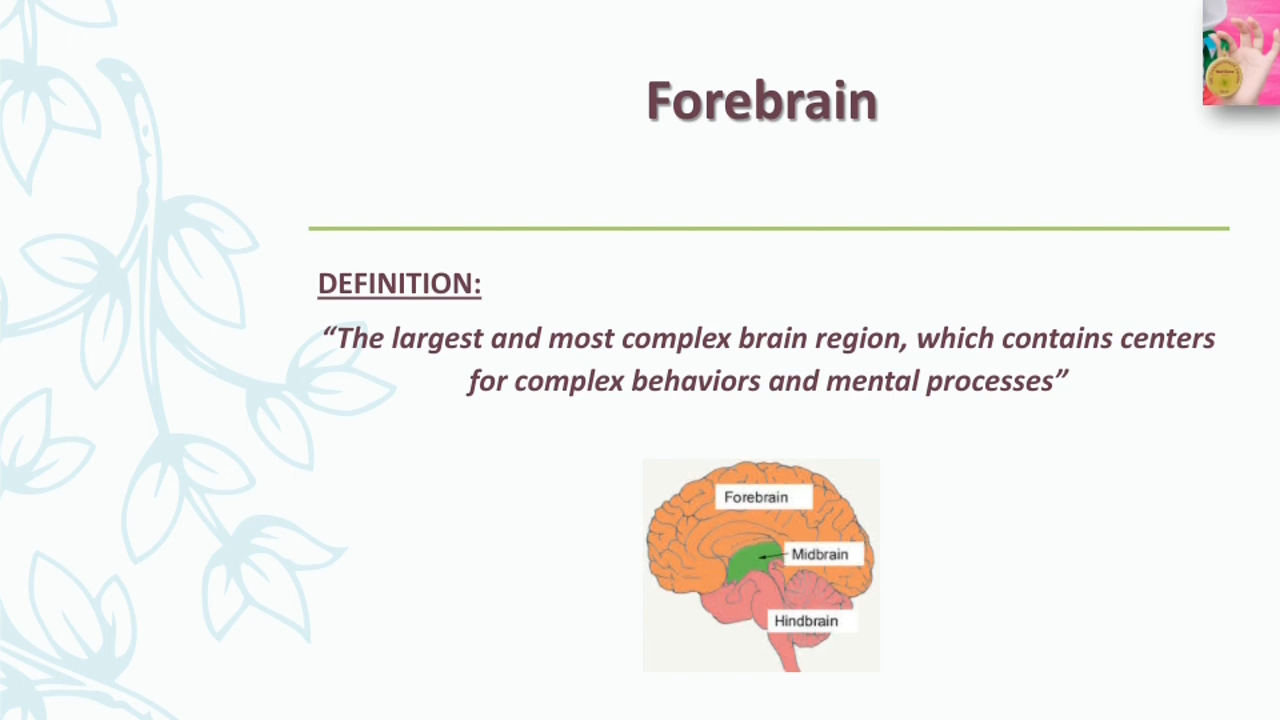 Forebrain
DEFINITION:
“The largest and most complex brain region, which contains centers
for complex behaviors and mental processes”
Forebrain
Midbrain
Hindbrain